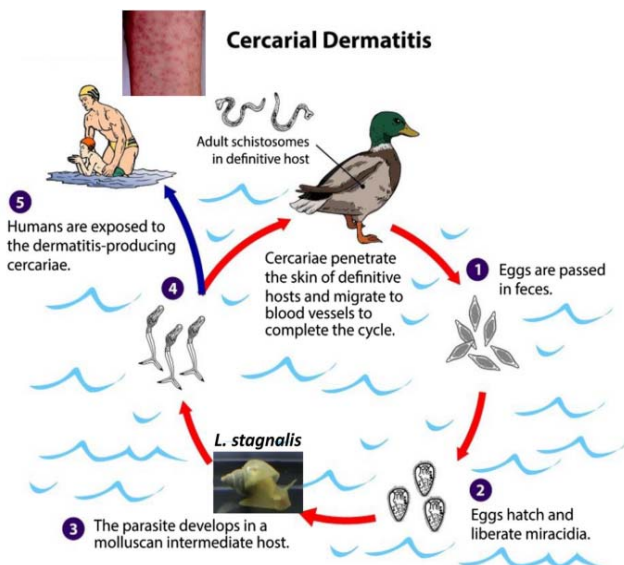 Cercarial Dermatitis
Adult schistosomes
in definitive host
5
Humans are exposed to
the dermatitis-producing
cercariae.
4
Cercariae penetrate
the skin of definitive
hosts and migrate to
blood vessels to
complete the cycle.
1 Eggs are passed
in feces.
L. stagnalis
2
Eggs hatch and
liberate miracidia.
3 The parasite develops in a
molluscan intermediate host.